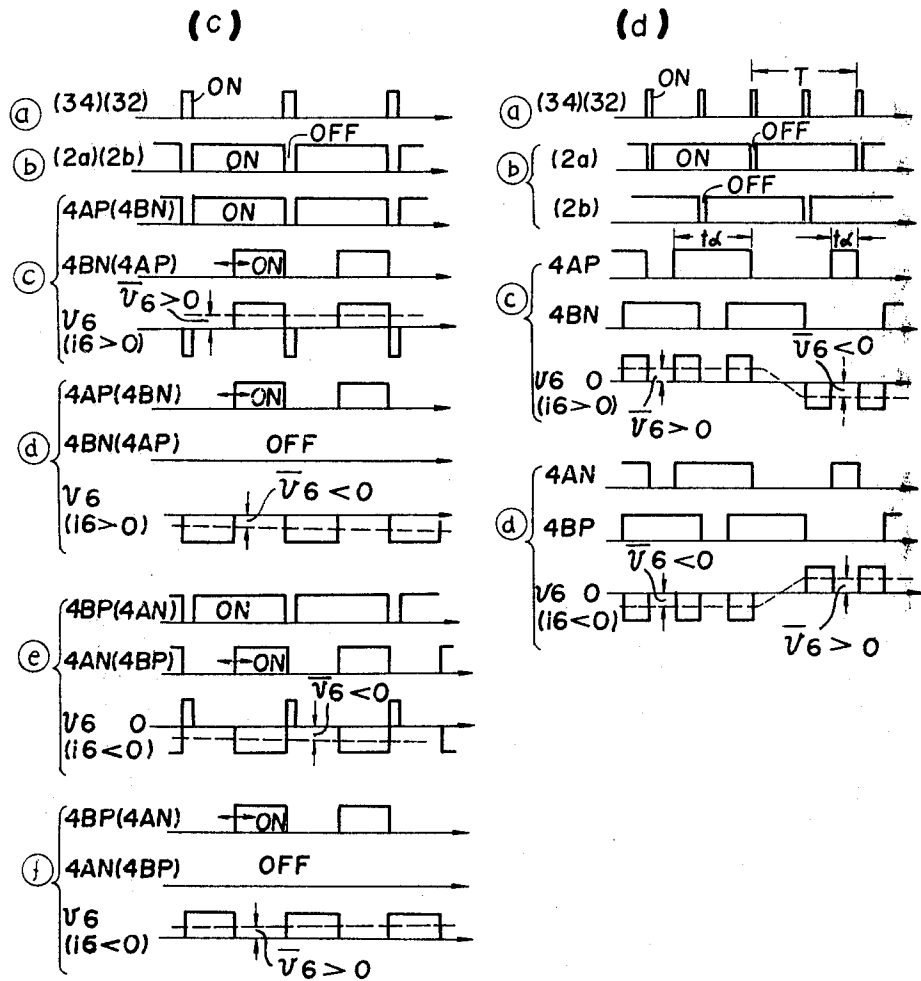 (c)
ⓐ (34)(32) ON
ⓑ (2a)(2b) ON OFF
4AP(4BN) ON
ⓒ 4BN(4AP) ON
V̅6>0
V6
(i6>0)
4AP(4BN) ON
ⓓ 4BN(4AP) OFF
V̅6<0
V6
(i6>0)
4BP(4AN) ON
ⓔ 4AN(4BP) ON
V̅6<0
V6 0
(i6<0)
4BP(4AN) ON
ⓕ 4AN(4BP) OFF
V6
(i6<0)
V̅6>0
(d)
ON T
ⓐ (34)(32)
ⓑ (2a) ON OFF
(2b) OFF
tα tα
ⓒ 4AP
4BN
V̅6<0
V6 0
(i6>0)
V̅6>0
4AN
ⓓ 4BP
V̅6<0
V6 0
(i6<0)
V̅6>0